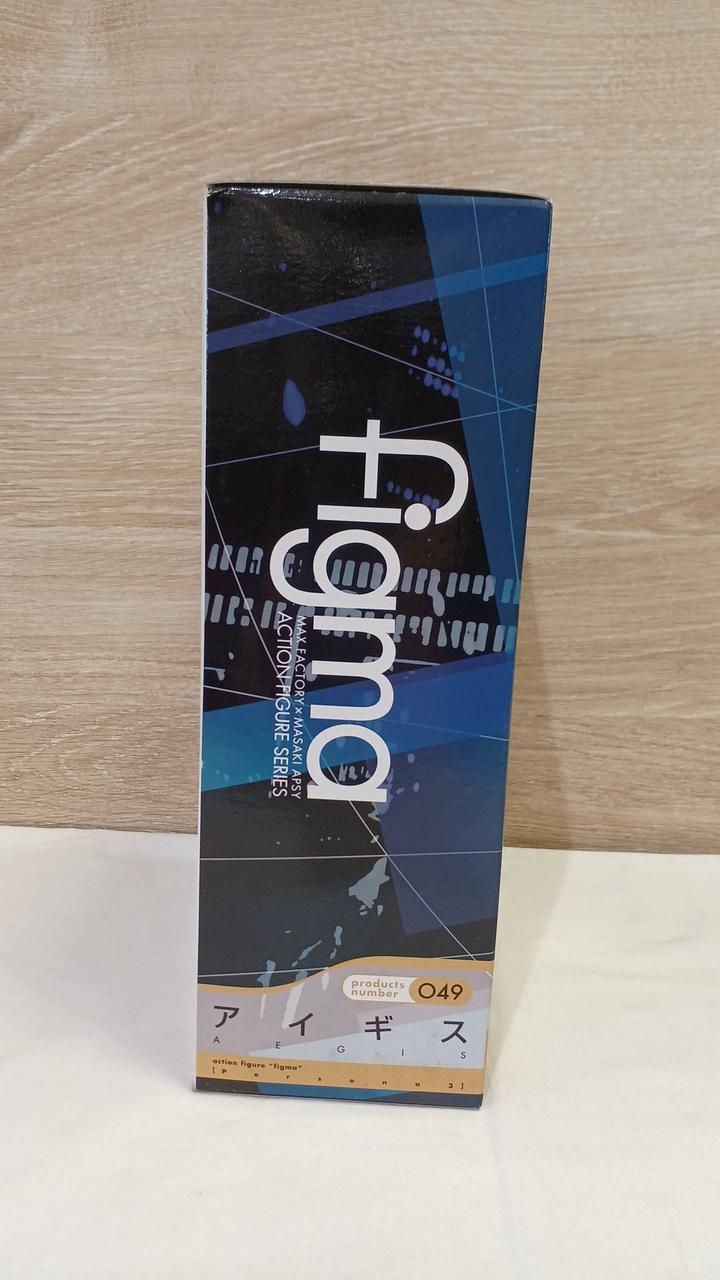 figma
MAX FACTORY × MASAKI APSY
ACTION FIGURE SERIES
products
number 049
アイギス
AEGIS
action figure "figma"
[Persona3]